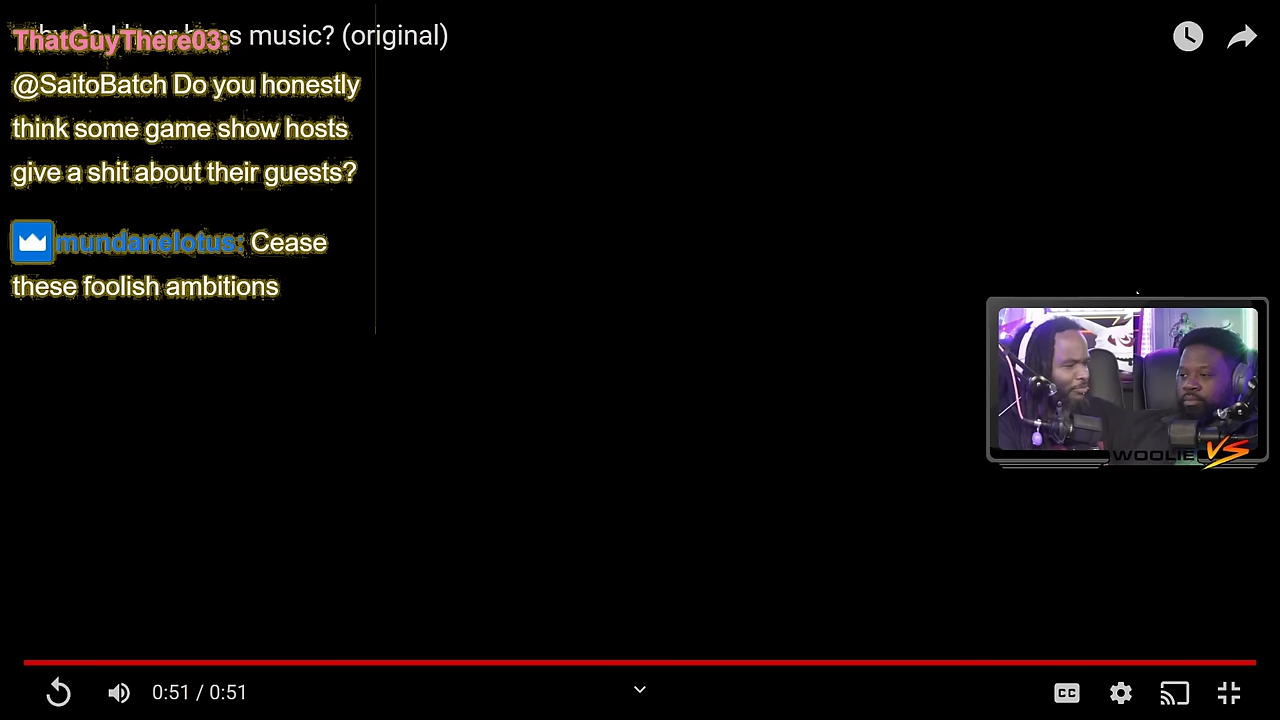 music? (original)
ThatGuyThere03:
@SaitoBatch Do you honestly
think some game show hosts
give a shit about their guests?
mundanelotus: Cease
these foolish ambitions
WOOLIE VS
0:51 / 0:51
CC